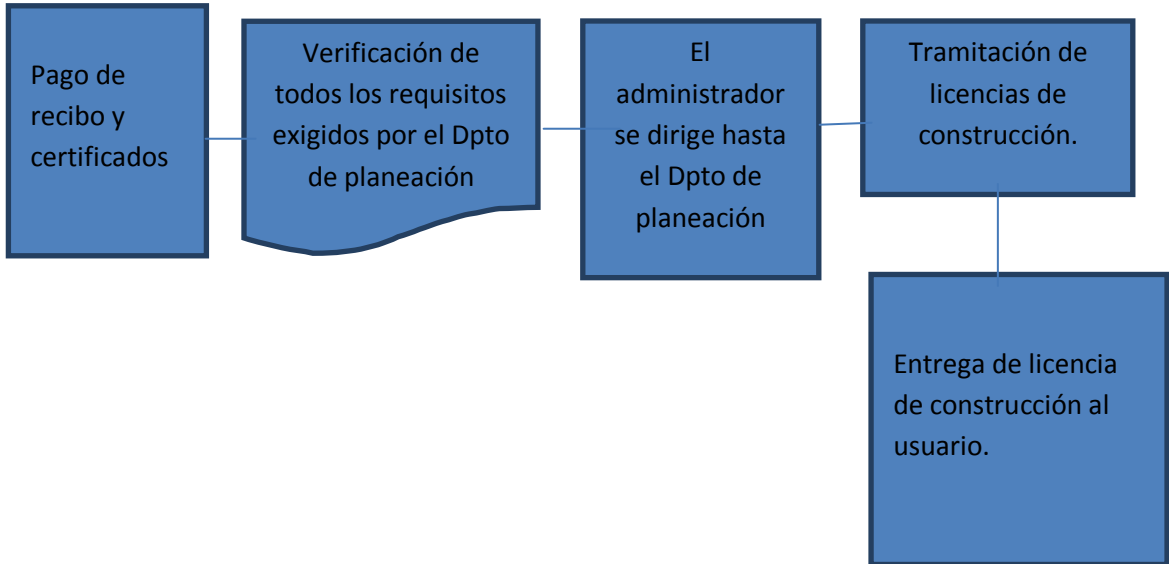 Pago de
recibo y
certificados
Verificación de
todos los requisitos
exigidos por el Dpto
de planeación
El
administrador
se dirige hasta
el Dpto de
planeación
Tramitación de
licencias de
construcción.
Entrega de licencia
de construcción al
usuario.